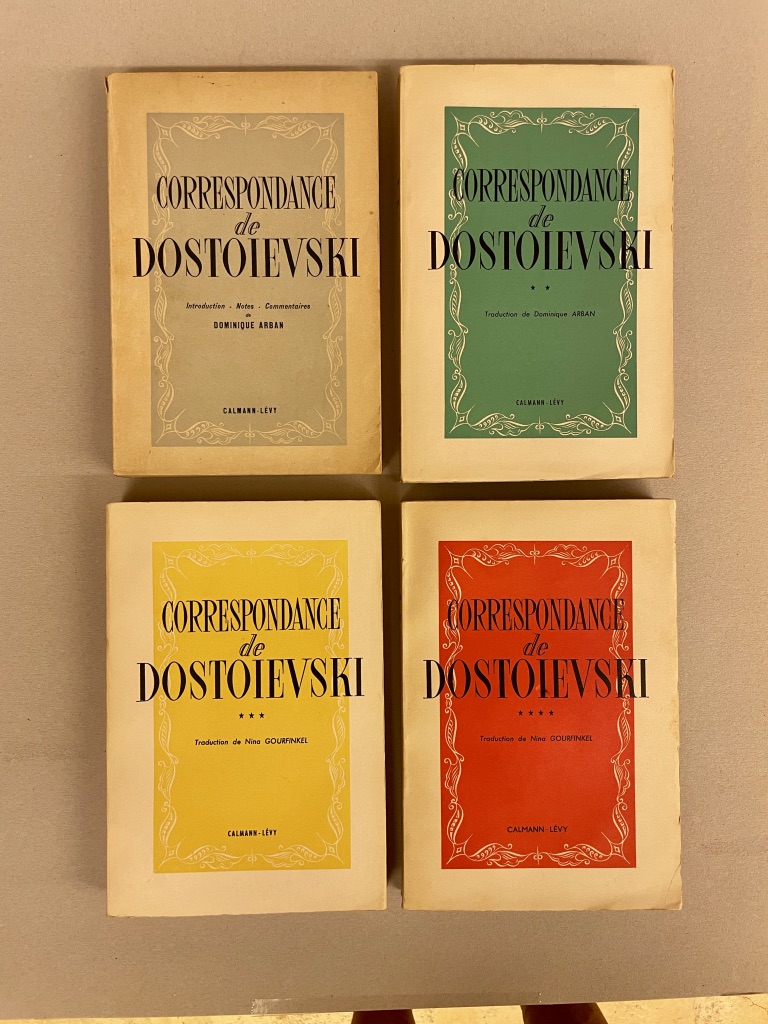 CORRESPONDANCE
de
DOSTOIEVSKI
Introduction . Notes . Commentaires
de
DOMINIQUE ARBAN
CALMANN-LÉVY
CORRESPONDANCE
de
DOSTOIEVSKI
★ ★
Traduction de Dominique ARBAN
CALMANN-LÉVY
CORRESPONDANCE
de
DOSTOIEVSKI
★ ★ ★
Traduction de Nina GOURFINKEL
CALMANN-LÉVY
CORRESPONDANCE
de
DOSTOIEVSKI
★ ★ ★ ★
Traduction de Nina GOURFINKEL
CALMANN-LÉVY